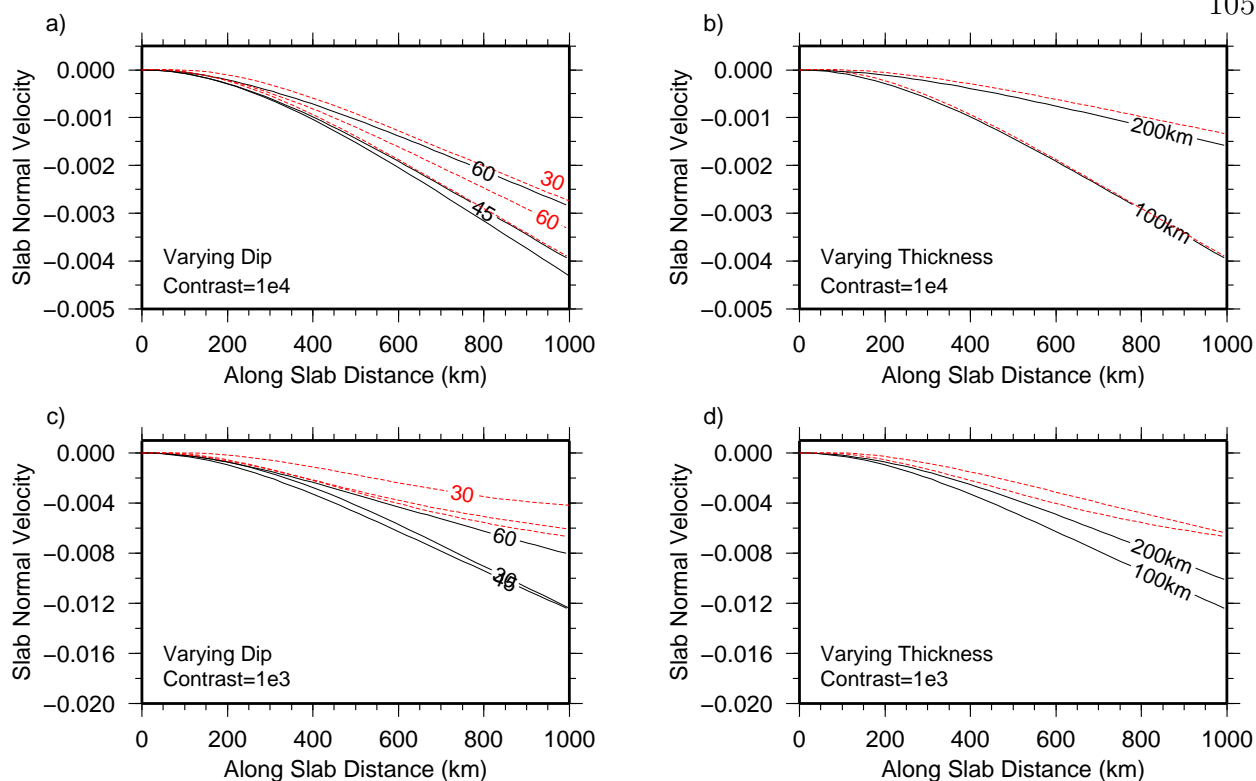 105
a)
Slab Normal Velocity
0.000
−0.001
−0.002
−0.003
−0.004
−0.005
60
45
30
60
Varying Dip
Contrast=1e4
0 200 400 600 800 1000
Along Slab Distance (km)
b)
Slab Normal Velocity
0.000
−0.001
−0.002
−0.003
−0.004
−0.005
200km
100km
Varying Thickness
Contrast=1e4
0 200 400 600 800 1000
Along Slab Distance (km)
c)
Slab Normal Velocity
0.000
−0.004
−0.008
−0.012
−0.016
−0.020
30
60
Varying Dip
Contrast=1e3
0 200 400 600 800 1000
Along Slab Distance (km)
d)
Slab Normal Velocity
0.000
−0.004
−0.008
−0.012
−0.016
−0.020
200km
100km
Varying Thickness
Contrast=1e3
0 200 400 600 800 1000
Along Slab Distance (km)